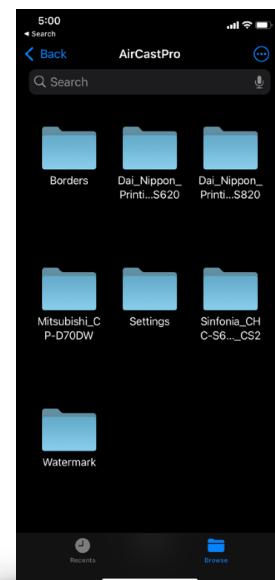 5:00
Search
Back
AirCastPro
Search
Borders
Dai_Nippon_
Printi...S620
Dai_Nippon_
Printi...S820
Mitsubishi_C
P-D70DW
Settings
Sinfonia_CH
C-S6..._CS2
Watermark
Recents
Browse